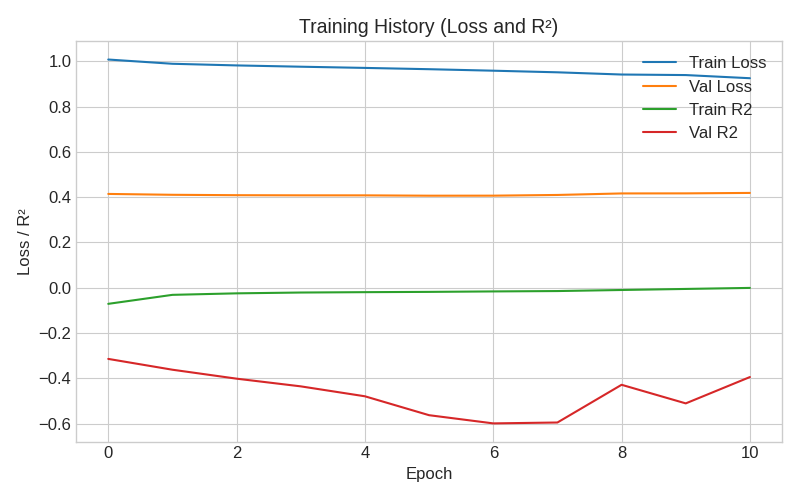 Training History (Loss and R²)
Train Loss
Val Loss
Train R2
Val R2
Loss / R²
1.0
0.8
0.6
0.4
0.2
0.0
−0.2
−0.4
−0.6
0 2 4 6 8 10
Epoch